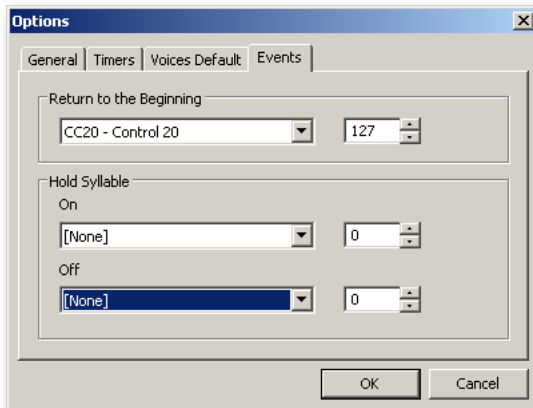 Options
General Timers Voices Default Events
Return to the Beginning
CC20 - Control 20 127
Hold Syllable
On
[None] 0
Off
[None] 0
OK Cancel